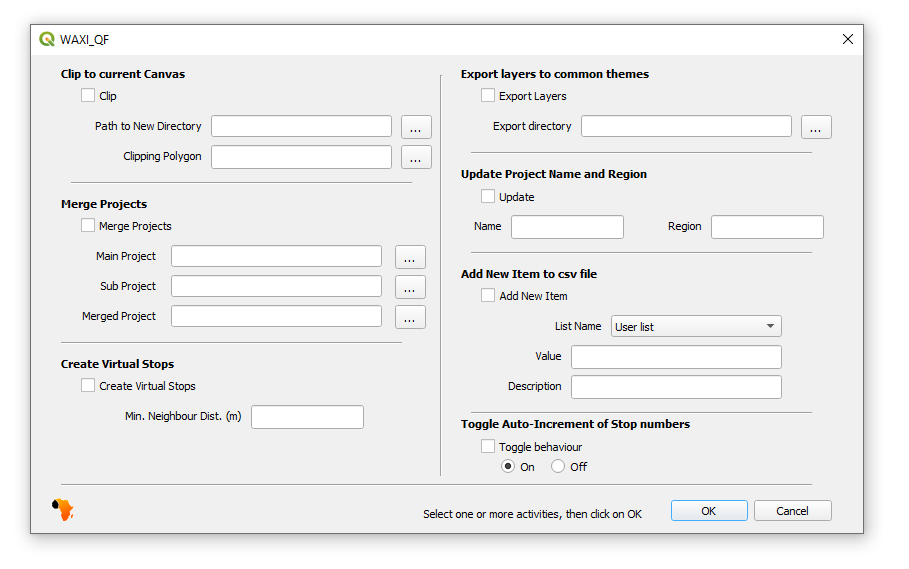 WAXI_QF
Clip to current Canvas
Clip
Path to New Directory
...
Clipping Polygon
...
Merge Projects
Merge Projects
Main Project
...
Sub Project
...
Merged Project
...
Create Virtual Stops
Create Virtual Stops
Min. Neighbour Dist. (m)
Export layers to common themes
Export Layers
Export directory
...
Update Project Name and Region
Update
Name Region
Add New Item to csv file
Add New Item
List Name User list
Value
Description
Toggle Auto-Increment of Stop numbers
Toggle behaviour
On Off
Select one or more activities, then click on OK OK Cancel